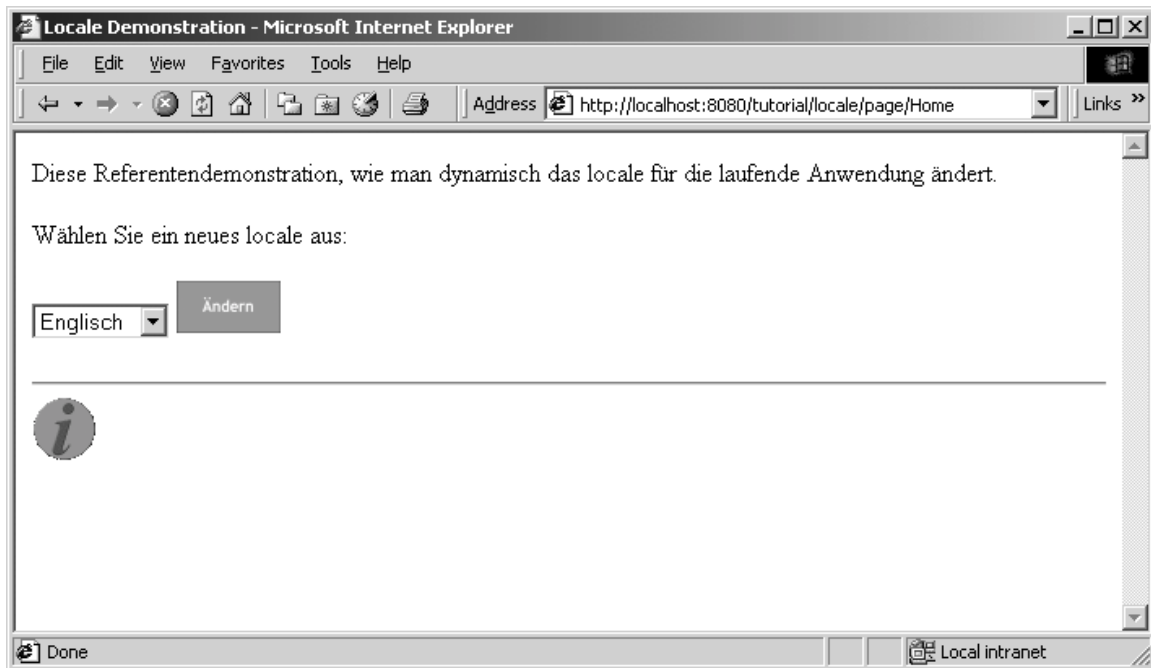 Locale Demonstration - Microsoft Internet Explorer
File Edit View Favorites Tools Help
Address http://localhost:8080/tutorial/locale/page/Home Links »
Diese Referentendemonstration, wie man dynamisch das locale für die laufende Anwendung ändert.
Wählen Sie ein neues locale aus:
Englisch Ändern
i
Done Local intranet